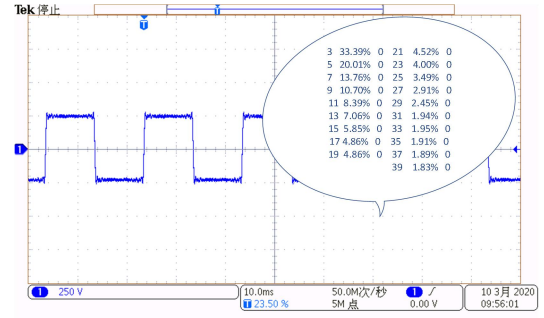 Tek 停止
T
T
3 33.39% 0 21 4.52% 0
5 20.01% 0 23 4.00% 0
7 13.76% 0 25 3.49% 0
9 10.70% 0 27 2.91% 0
11 8.39% 0 29 2.45% 0
13 7.06% 0 31 1.94% 0
15 5.85% 0 33 1.95% 0
17 4.86% 0 35 1.91% 0
19 4.86% 0 37 1.89% 0
39 1.83% 0
1
1 250 V 10.0ms 50.0M次/秒 1 10 3月 2020
T 23.50 % 5M 点 0.00 V 09:56:01